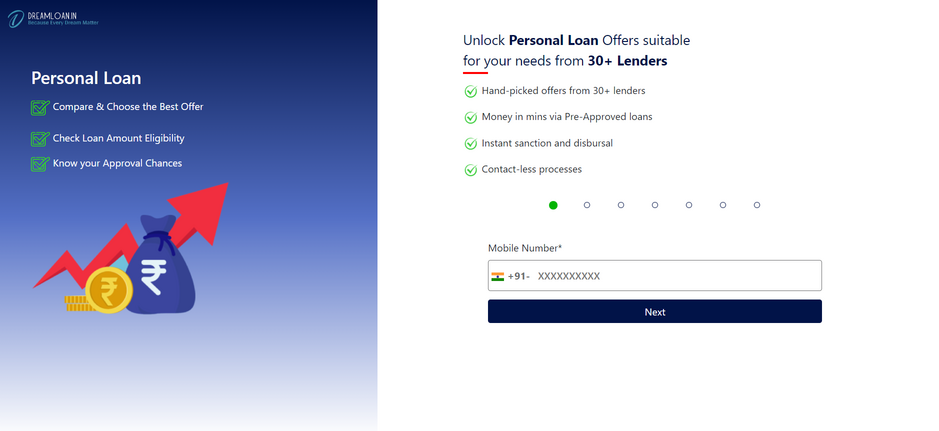 DREAMLOAN.IN
Because Every Dream Matter
Personal Loan
Compare & Choose the Best Offer
Check Loan Amount Eligibility
Know your Approval Chances
Unlock Personal Loan Offers suitable
for your needs from 30+ Lenders
Hand-picked offers from 30+ lenders
Money in mins via Pre-Approved loans
Instant sanction and disbursal
Contact-less processes
Mobile Number*
+91- XXXXXXXXXX
Next